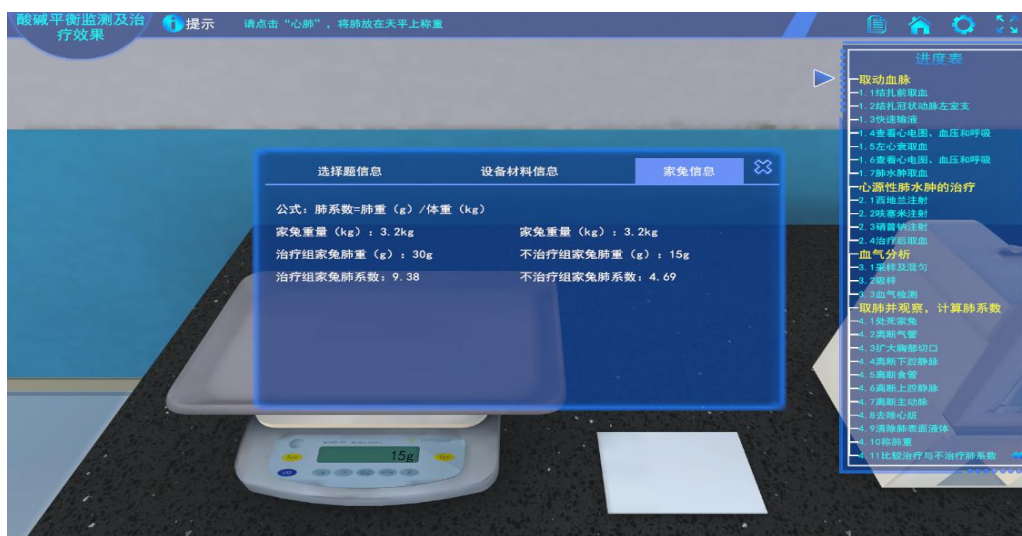 酸碱平衡监测及治
疗效果
提示
请点击“心肺”，将肺放在天平上称重
进度表
取动血脉
1.1结扎前取血
1.2结扎冠状动脉左室支
1.3快速输液
1.4查看心电图、血压和呼吸
1.5左心衰取血
1.6查看心电图、血压和呼吸
1.7肺水肿取血
心源性肺水肿的治疗
2.1西地兰注射
2.2呋塞米注射
2.3硝普钠注射
2.4治疗后取血
血气分析
3.1采样及混匀
3.2吸样
3.3血气检测
取肺并观察，计算肺系数
4.1处死家兔
4.2离断气管
4.3扩大胸部切口
4.4离断下腔静脉
4.5离断食管
4.6离断上腔静脉
4.7离断主动脉
4.8去除心脏
4.9清除肺表面液体
4.10称肺重
4.11比较治疗与不治疗肺系数
选择题信息
设备材料信息
家兔信息
公式：肺系数=肺重（g）/体重（kg）
家兔重量（kg）：3.2kg
家兔重量（kg）：3.2kg
治疗组家兔肺重（g）：30g
不治疗组家兔肺重（g）：15g
治疗组家兔肺系数：9.38
不治疗组家兔肺系数：4.69
15g